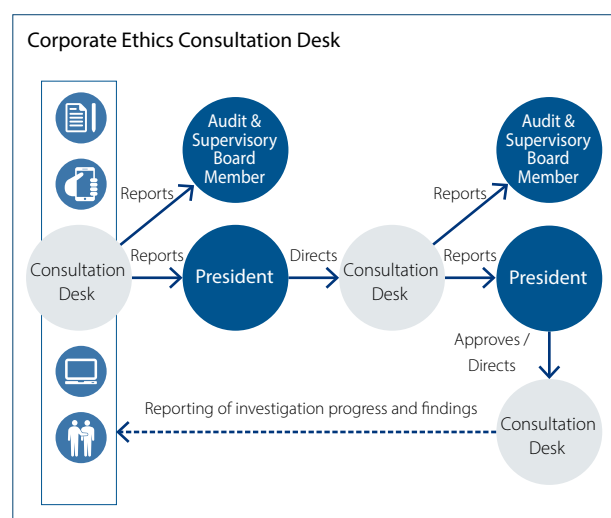 Corporate Ethics Consultation Desk
Audit &
Supervisory
Board
Member
Audit &
Supervisory
Board
Member
Reports
Reports
Consultation
Desk
Reports
President
Directs
Consultation
Desk
Reports
President
Approves /
Directs
Reporting of investigation progress and findings
Consultation
Desk